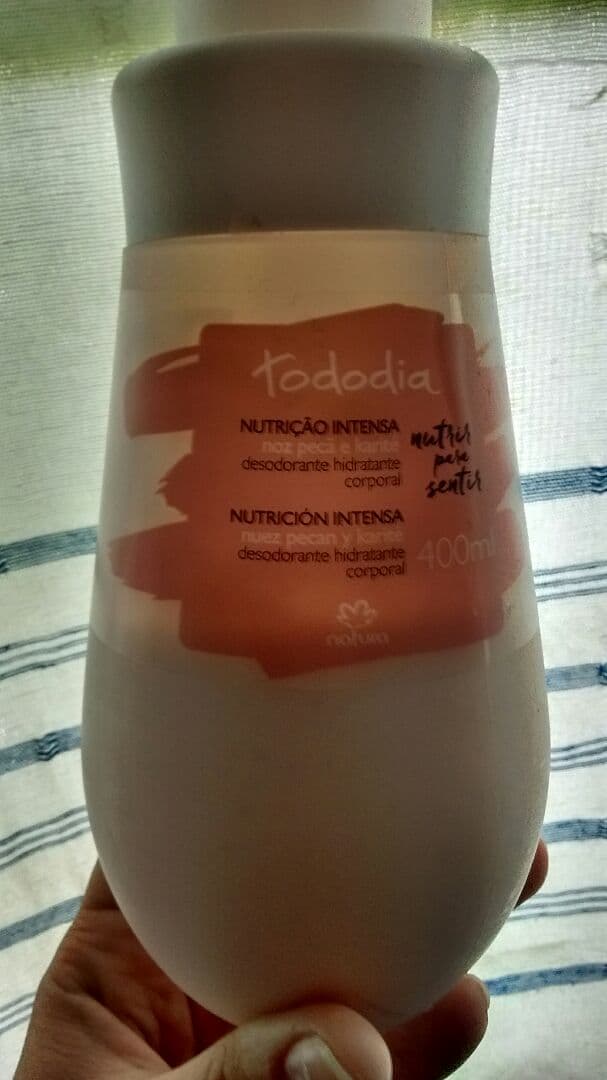 tododia
NUTRIÇÃO INTENSA
noz pecã e karité
desodorante hidratante
corporal
nutrir
para
sentir
NUTRICIÓN INTENSA
nuez pecan y karité
desodorante hidratante
corporal
400ml
natura